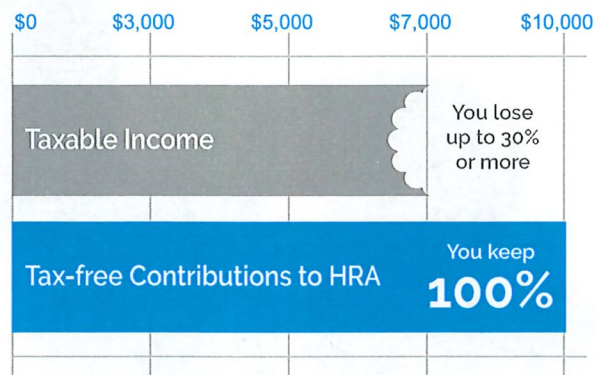 $0 $3,000 $5,000 $7,000 $10,000
Taxable Income
You lose
up to 30%
or more
Tax-free Contributions to HRA
You keep
100%